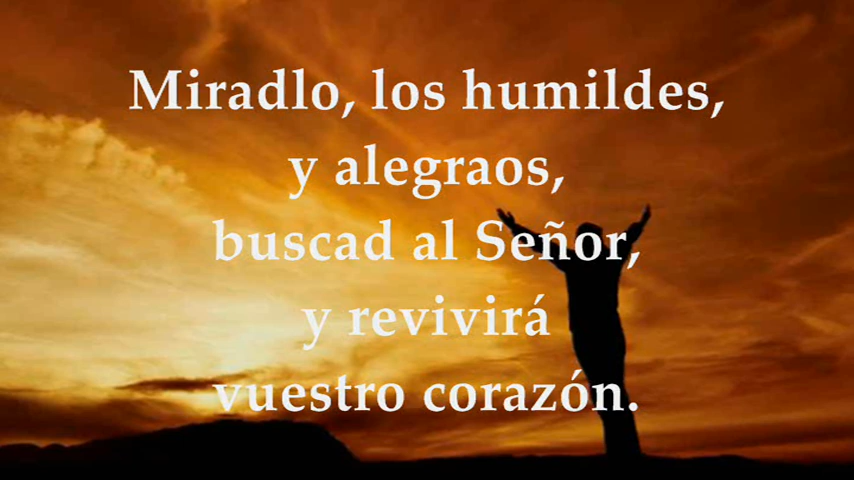 Miradlo, los humildes,
y alegraos,
buscad al Señor,
y revivirá
vuestro corazón.